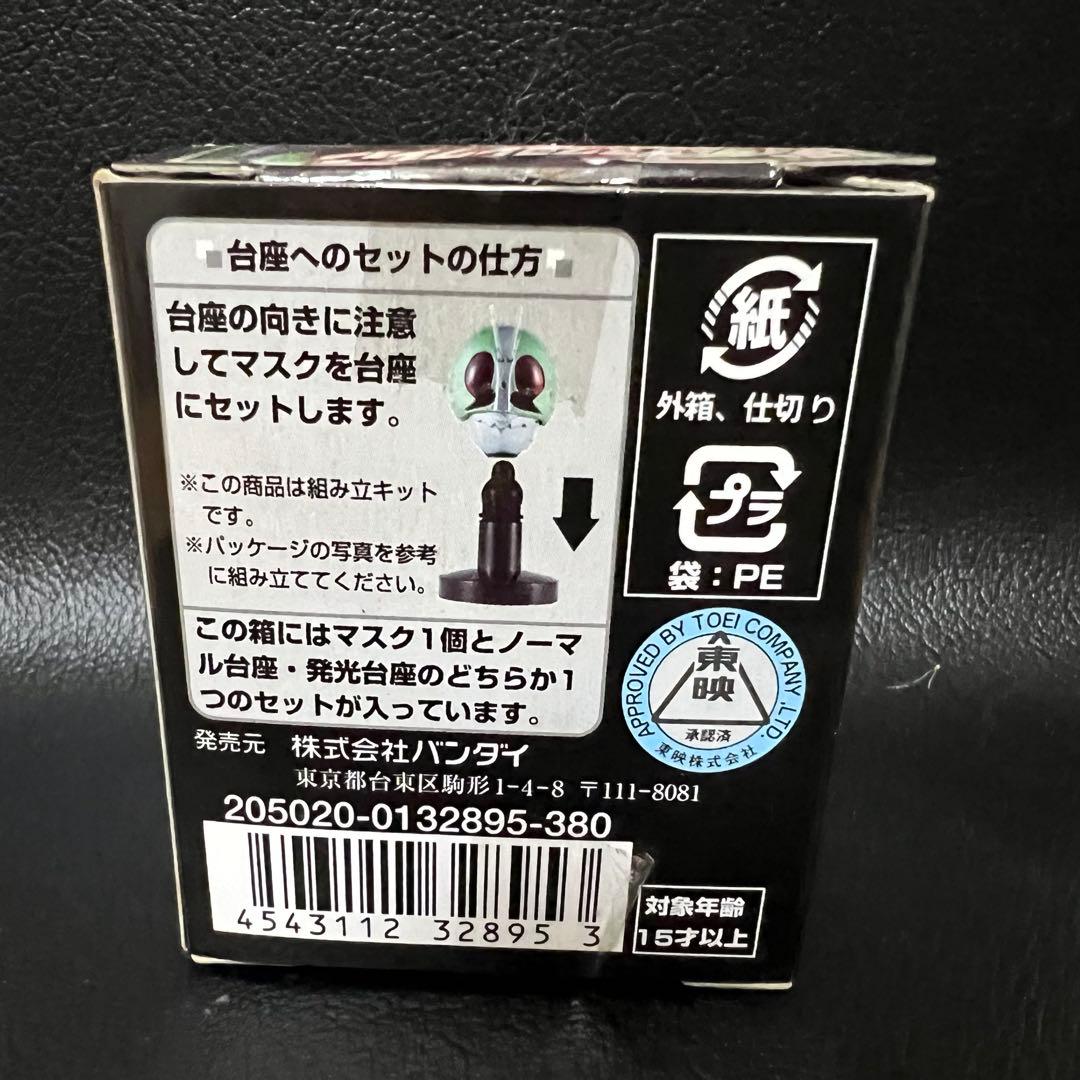 台座へのセットの仕方
台座の向きに注意
してマスクを台座
にセットします。
※この商品は組み立キット
です。
※パッケージの写真を参考
に組み立ててください。
この箱にはマスク1個とノーマ
ル台座・発光台座のどちらか1
つのセットが入っています。
紙
外箱、仕切り
プラ
袋：PE
APPROVED BY TOEI COMPANY,LTD.
東映
承認済
東映株式会社
発売元 株式会社バンダイ
東京都台東区駒形1-4-8 〒111-8081
205020-0132895-380
4543112 32895 3
対象年齢
15才以上